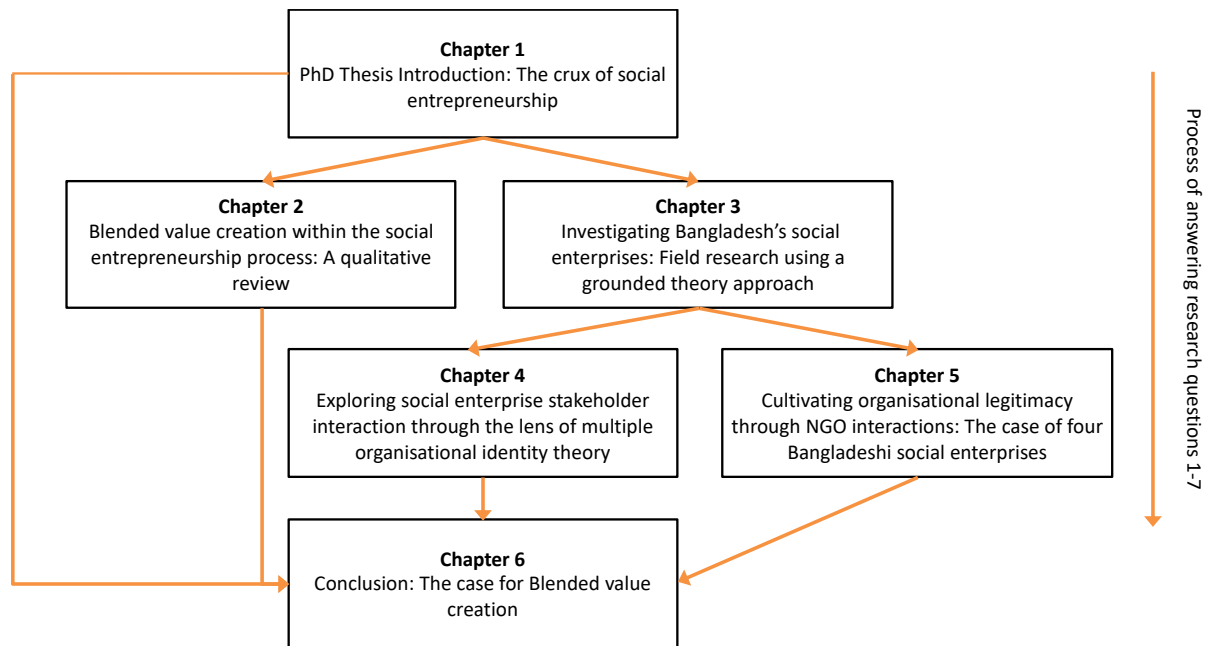 Chapter 1
PhD Thesis Introduction: The crux of social
entrepreneurship
Chapter 2
Blended value creation within the social
entrepreneurship process: A qualitative
review
Chapter 3
Investigating Bangladesh’s social
enterprises: Field research using a
grounded theory approach
Chapter 4
Exploring social enterprise stakeholder
interaction through the lens of multiple
organisational identity theory
Chapter 5
Cultivating organisational legitimacy
through NGO interactions: The case of four
Bangladeshi social enterprises
Chapter 6
Conclusion: The case for Blended value
creation
Process of answering research questions 1-7